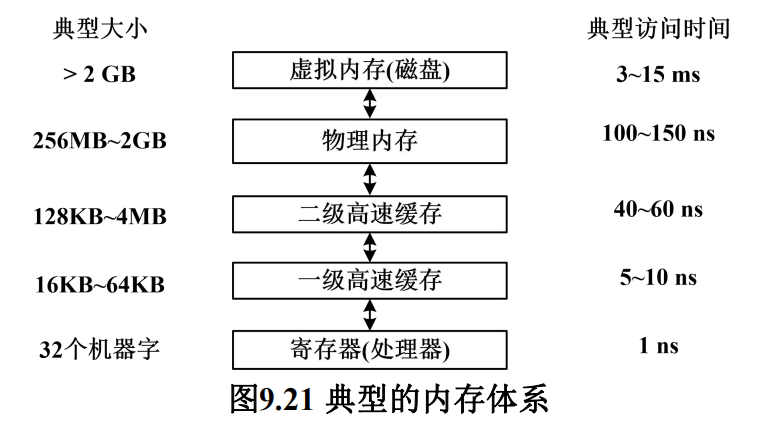 典型大小 典型访问时间
> 2 GB 虚拟内存(磁盘) 3~15 ms
256MB~2GB 物理内存 100~150 ns
128KB~4MB 二级高速缓存 40~60 ns
16KB~64KB 一级高速缓存 5~10 ns
32个机器字 寄存器(处理器) 1 ns
图9.21 典型的内存体系